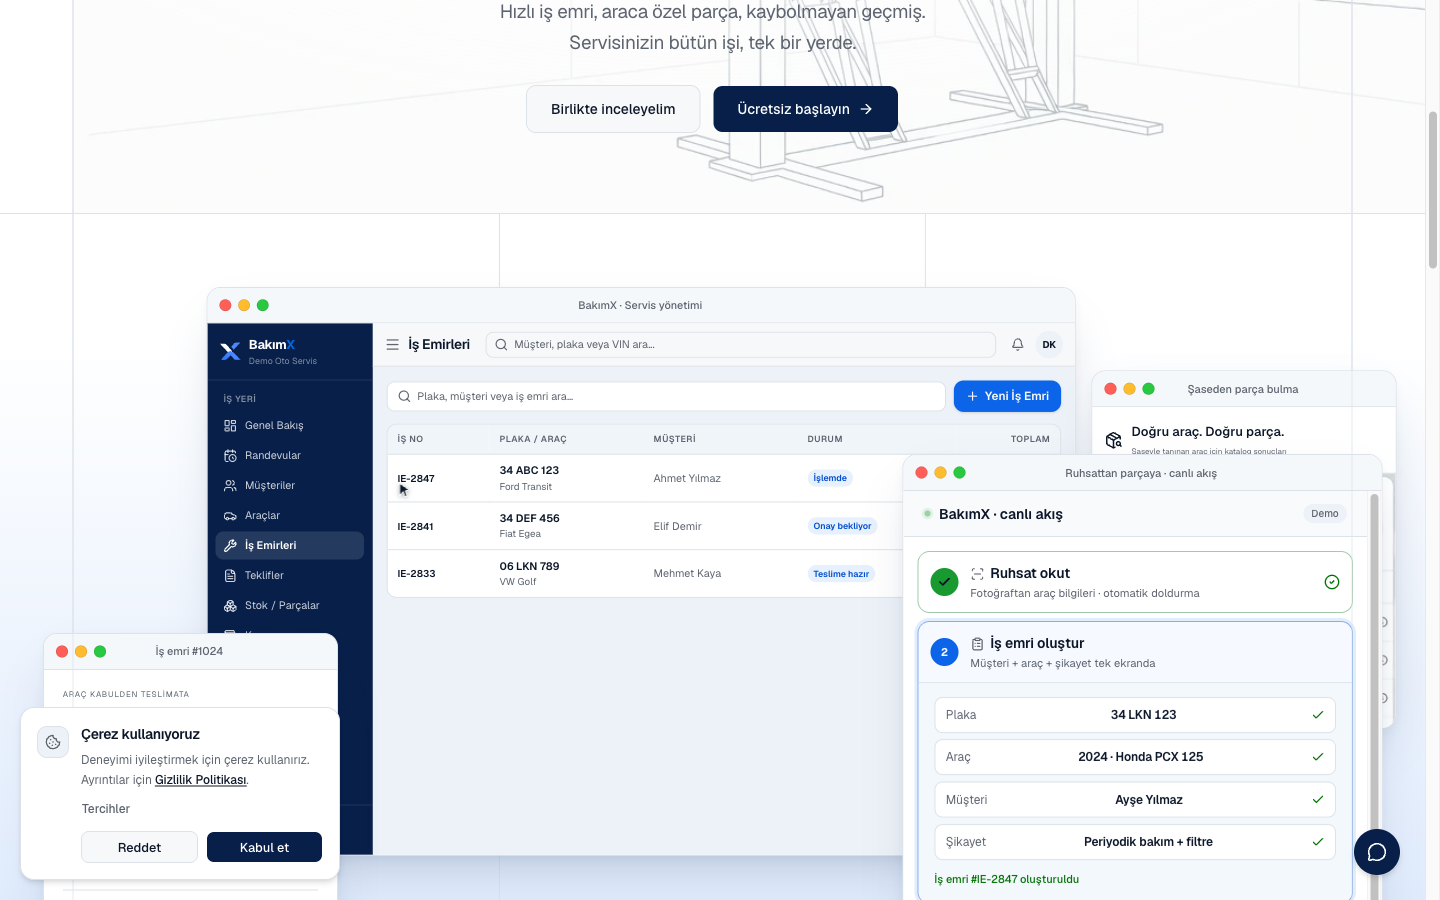 Hızlı iş emri, araca özel parça, kaybolmayan geçmiş.
Servisinizin bütün işi, tek bir yerde.
Birlikte inceleyelim
Ücretsiz başlayın
BakımX · Servis yönetimi
BakımX
Demo Oto Servis
İş Emirleri
Müşteri, plaka veya VIN ara...
DK
İŞ YERİ
Genel Bakış
Randevular
Müşteriler
Araçlar
İş Emirleri
Teklifler
Stok / Parçalar
Plaka, müşteri veya iş emri ara...
Yeni İş Emri
İŞ NO PLAKA / ARAÇ MÜŞTERİ DURUM TOPLAM
IE-2847 34 ABC 123 Ahmet Yılmaz İşlemde
Ford Transit
IE-2841 34 DEF 456 Elif Demir Onay bekliyor
Fiat Egea
IE-2833 06 LKN 789 Mehmet Kaya Teslime hazır
VW Golf
Şaseden parça bulma
Doğru araç. Doğru parça.
Şaseyle tanınan araç için katalog sonuçları
Ruhsattan parçaya · canlı akış
BakımX · canlı akış
Demo
Ruhsat okut
Fotoğraftan araç bilgileri · otomatik doldurma
2
İş emri oluştur
Müşteri + araç + şikayet tek ekranda
Plaka 34 LKN 123
Araç 2024 · Honda PCX 125
Müşteri Ayşe Yılmaz
Şikayet Periyodik bakım + filtre
İş emri #IE-2847 oluşturuldu
İş emri #1024
ARAÇ KABULDEN TESLİMATA
Çerez kullanıyoruz
Deneyimi iyileştirmek için çerez kullanırız.
Ayrıntılar için Gizlilik Politikası.
Tercihler
Reddet
Kabul et